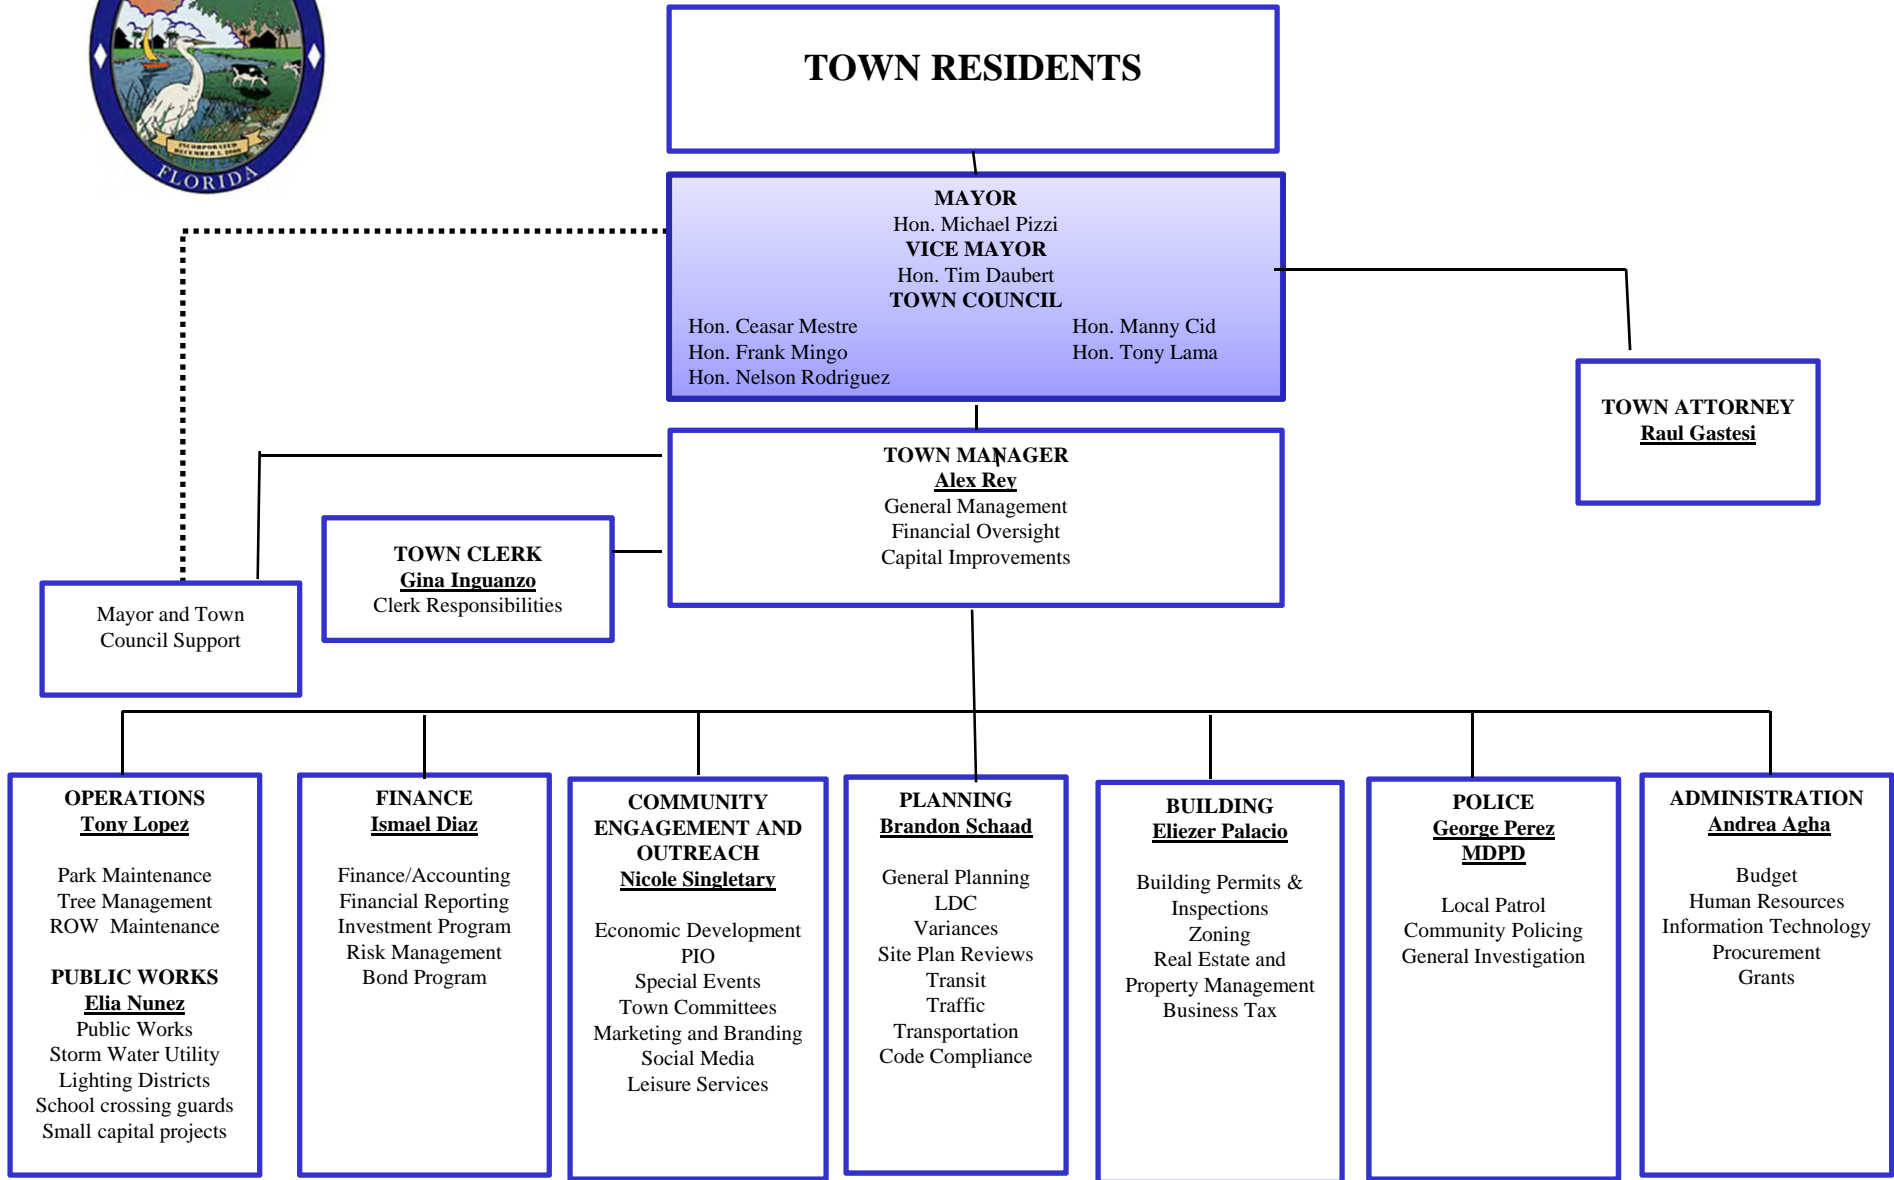 INCORPORATED
DECEMBER 5, 2000
FLORIDA
TOWN RESIDENTS
MAYOR
Hon. Michael Pizzi
VICE MAYOR
Hon. Tim Daubert
TOWN COUNCIL
Hon. Ceasar Mestre
Hon. Frank Mingo
Hon. Nelson Rodriguez
Hon. Manny Cid
Hon. Tony Lama
TOWN ATTORNEY
Raul Gastesi
TOWN MANAGER
Alex Rey
General Management
Financial Oversight
Capital Improvements
TOWN CLERK
Gina Inguanzo
Clerk Responsibilities
Mayor and Town
Council Support
OPERATIONS
Tony Lopez
Park Maintenance
Tree Management
ROW Maintenance
PUBLIC WORKS
Elia Nunez
Public Works
Storm Water Utility
Lighting Districts
School crossing guards
Small capital projects
FINANCE
Ismael Diaz
Finance/Accounting
Financial Reporting
Investment Program
Risk Management
Bond Program
COMMUNITY
ENGAGEMENT AND
OUTREACH
Nicole Singletary
Economic Development
PIO
Special Events
Town Committees
Marketing and Branding
Social Media
Leisure Services
PLANNING
Brandon Schaad
General Planning
LDC
Variances
Site Plan Reviews
Transit
Traffic
Transportation
Code Compliance
BUILDING
Eliezer Palacio
Building Permits &
Inspections
Zoning
Real Estate and
Property Management
Business Tax
POLICE
George Perez
MDPD
Local Patrol
Community Policing
General Investigation
ADMINISTRATION
Andrea Agha
Budget
Human Resources
Information Technology
Procurement
Grants